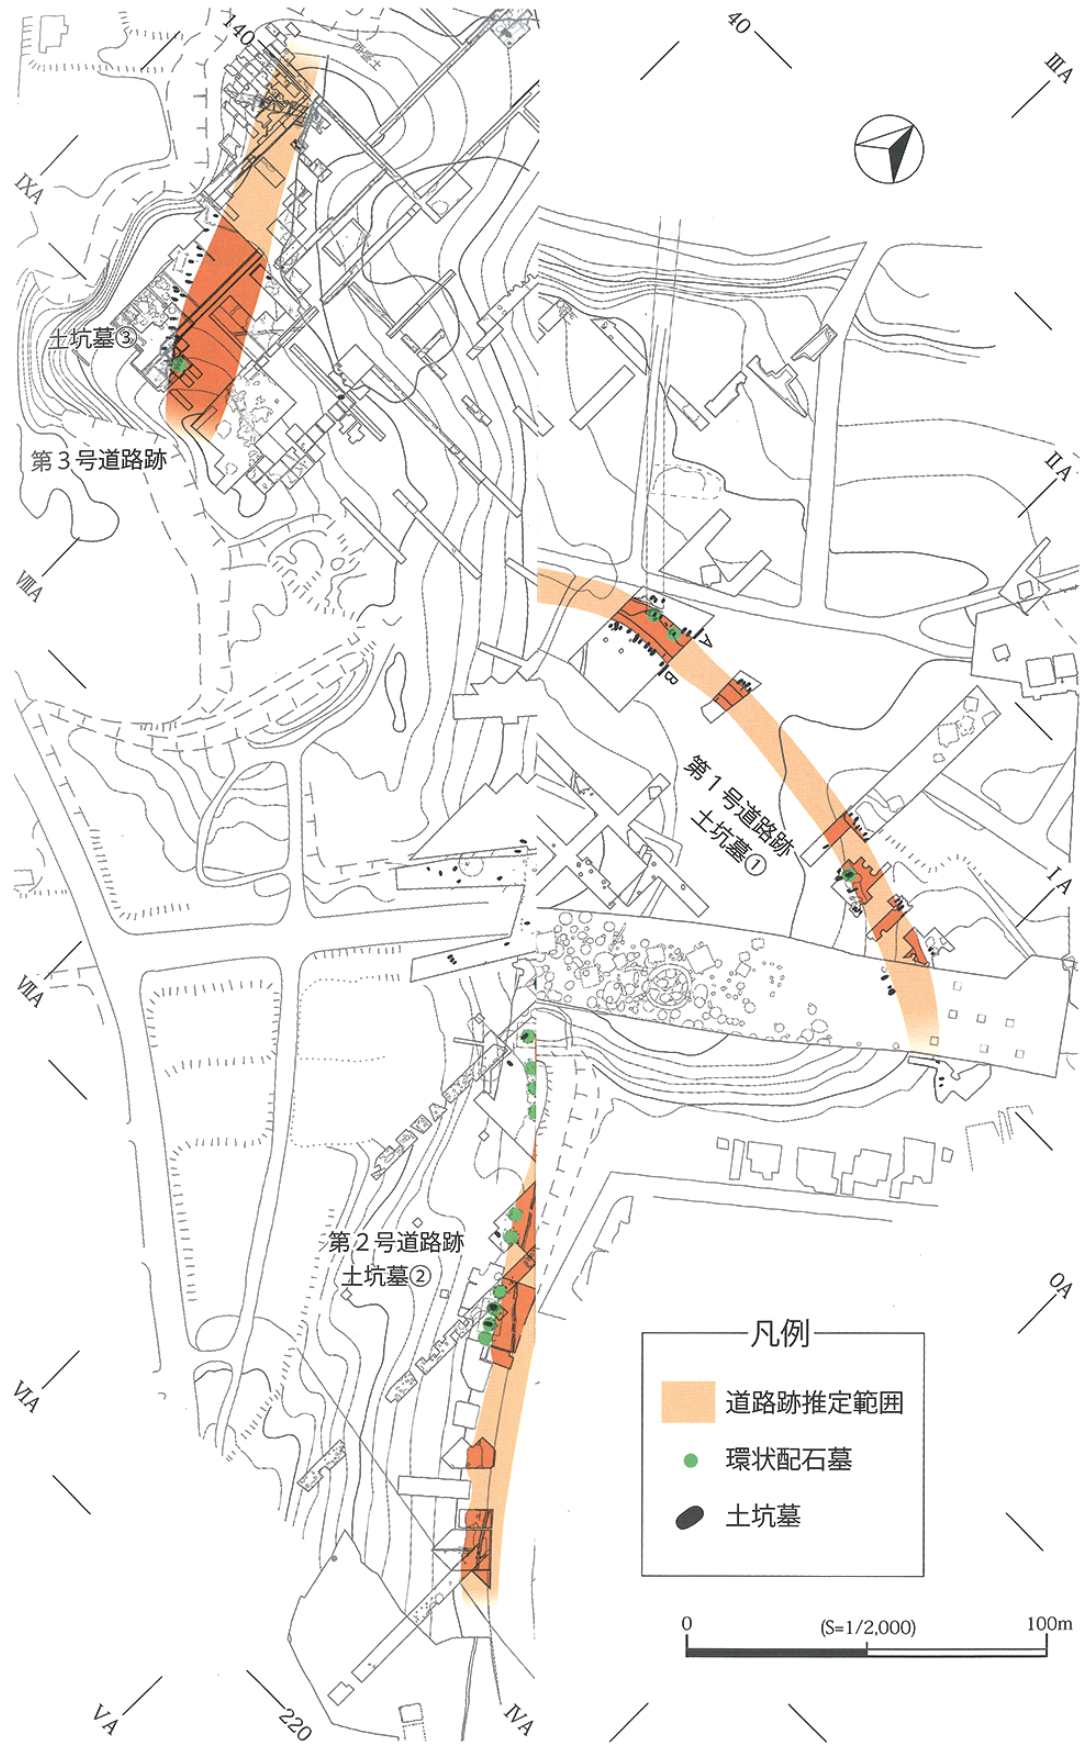 140
40
ⅢA
ⅨA
土坑墓③
第３号道路跡
ⅡA
ⅧA
A
B
第１号道路跡
土坑墓①
ⅠA
ⅦA
第２号道路跡
土坑墓②
0A
凡例
道路跡推定範囲
環状配石墓
土坑墓
ⅥA
0 (S=1/2,000) 100m
ⅤA
220
ⅣA